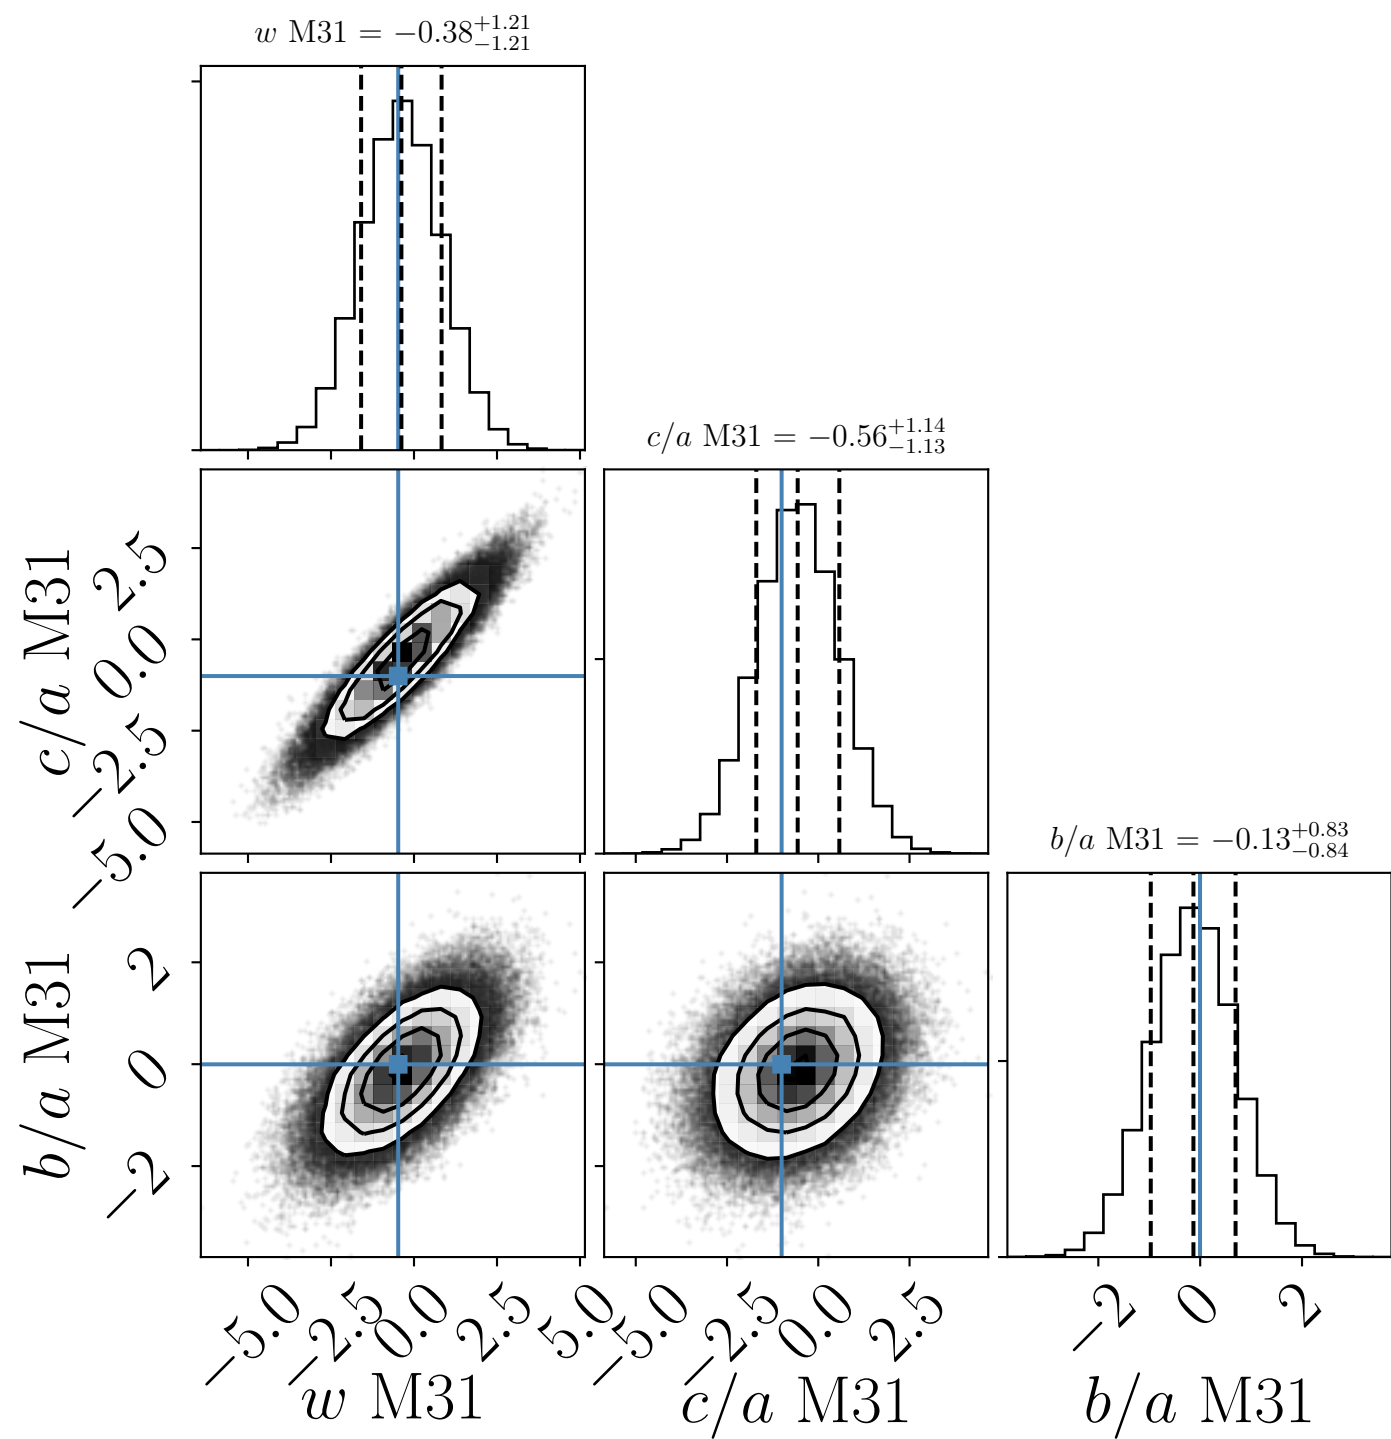 w M31 = −0.38 +1.21 −1.21
c/a M31 = −0.56 +1.14 −1.13
c/a M31
2.5
0.0
−2.5
−5.0
b/a M31 = −0.13 +0.83 −0.84
b/a M31
2
0
−2
−5.0 −2.5 0.0 2.5 5.0
−5.0 −2.5 0.0 2.5
−2 0 2
w M31
c/a M31
b/a M31